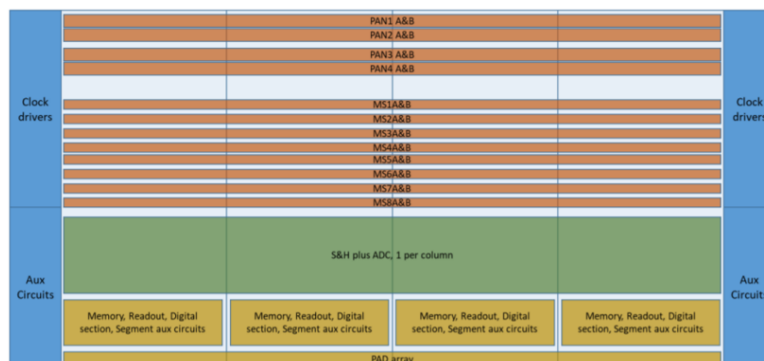 PAN1 A&B
PAN2 A&B
PAN3 A&B
PAN4 A&B
Clock
drivers
Clock
drivers
MS1A&B
MS2A&B
MS3A&B
MS4A&B
MS5A&B
MS6A&B
MS7A&B
MS8A&B
S&H plus ADC, 1 per column
Aux
Circuits
Aux
Circuits
Memory, Readout, Digital
section, Segment aux circuits
Memory, Readout, Digital
section, Segment aux circuits
Memory, Readout, Digital
section, Segment aux circuits
Memory, Readout, Digital
section, Segment aux circuits
PAD array